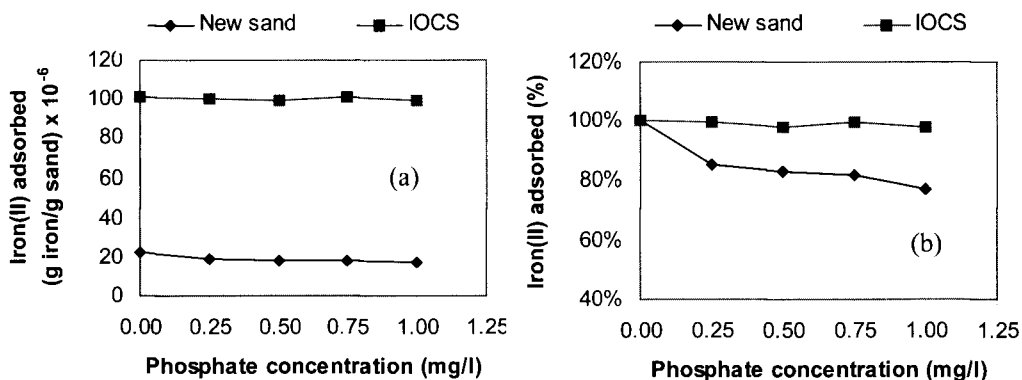 New sand IOCS
120
100
80
60
40
20
0
Iron(II) adsorbed
(g iron/g sand) x 10⁻⁶
(a)
0.00 0.25 0.50 0.75 1.00 1.25
Phosphate concentration (mg/l)
New sand IOCS
120%
100%
80%
60%
40%
Iron(II) adsorbed (%)
(b)
0.00 0.25 0.50 0.75 1.00 1.25
Phosphate concentration (mg/l)